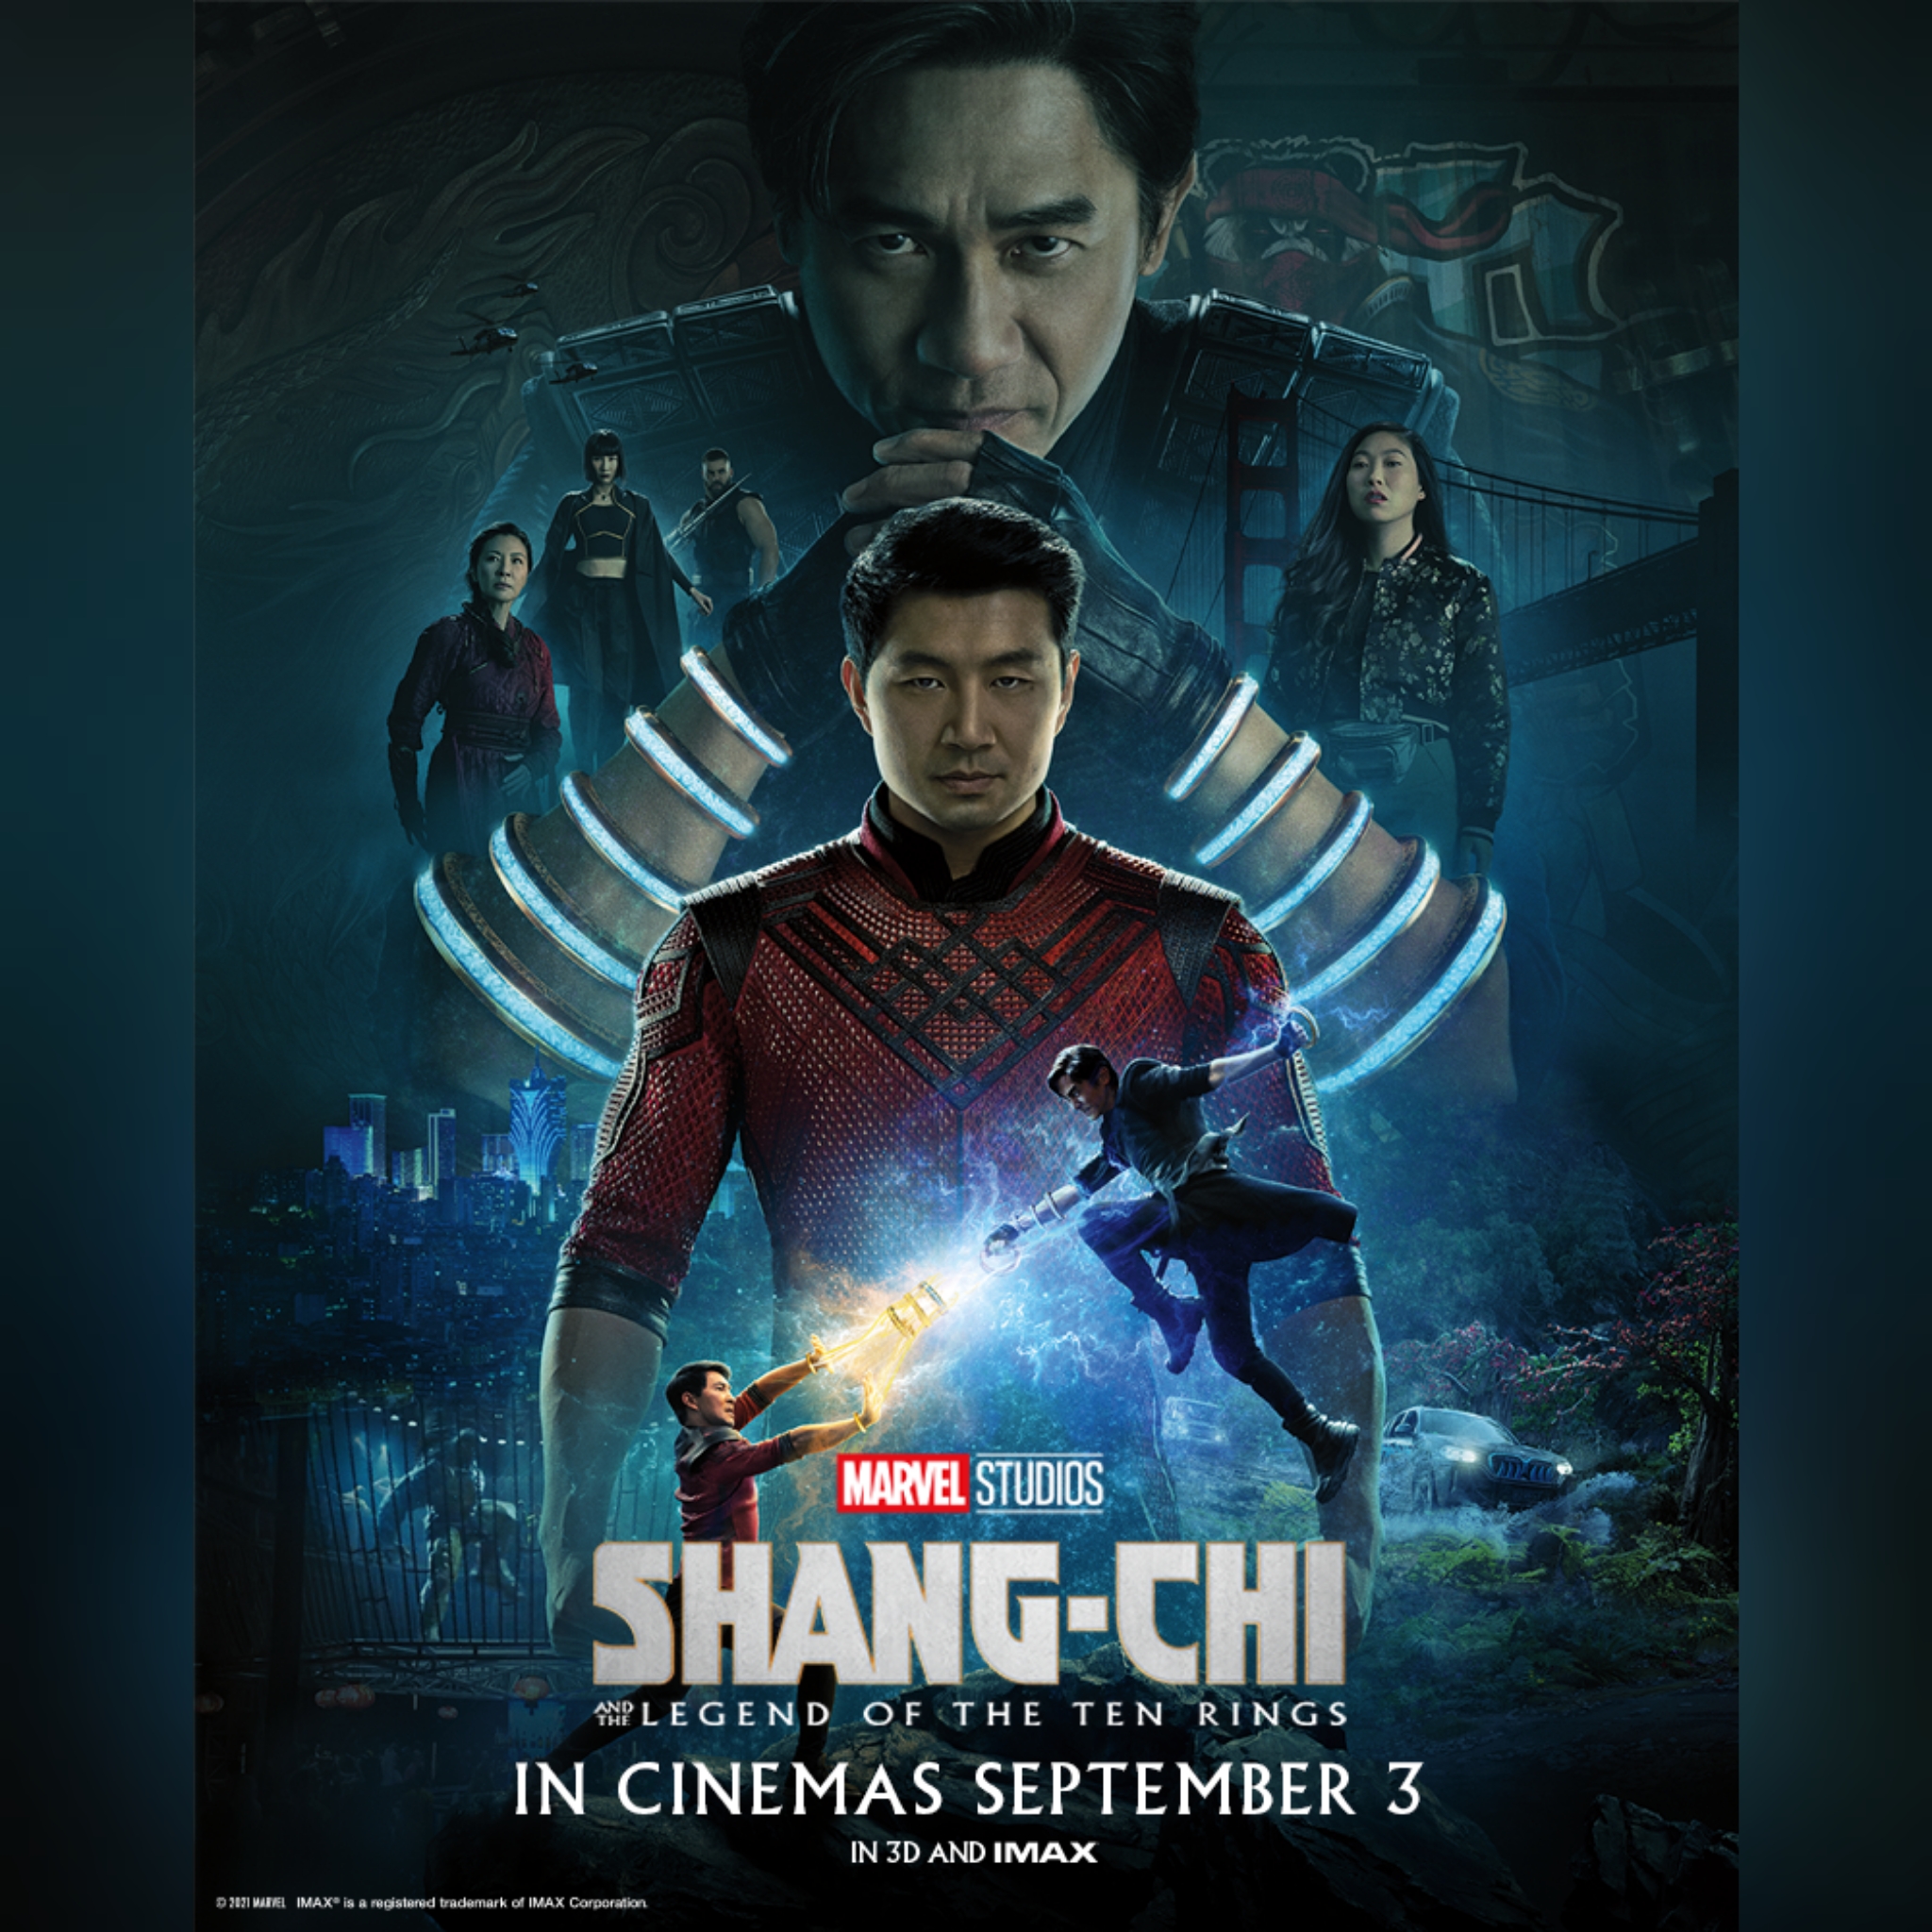 MARVEL STUDIOS
SHANG-CHI
AND THE LEGEND OF THE TEN RINGS
IN CINEMAS SEPTEMBER 3
IN 3D AND IMAX
© 2021 MARVEL IMAX® is a registered trademark of IMAX Corporation.